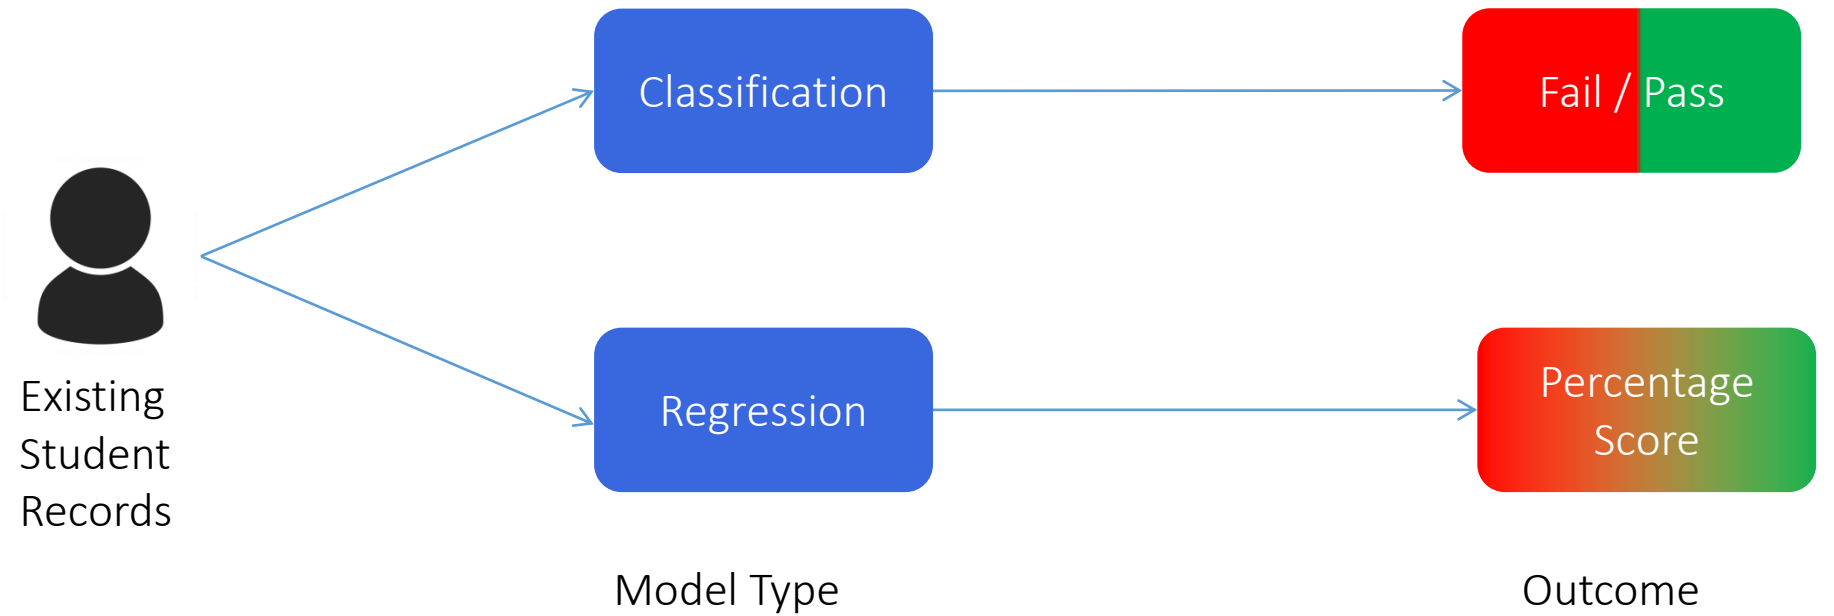 Classification
Fail / Pass
Existing
Student
Records
Regression
Percentage
Score
Model Type
Outcome